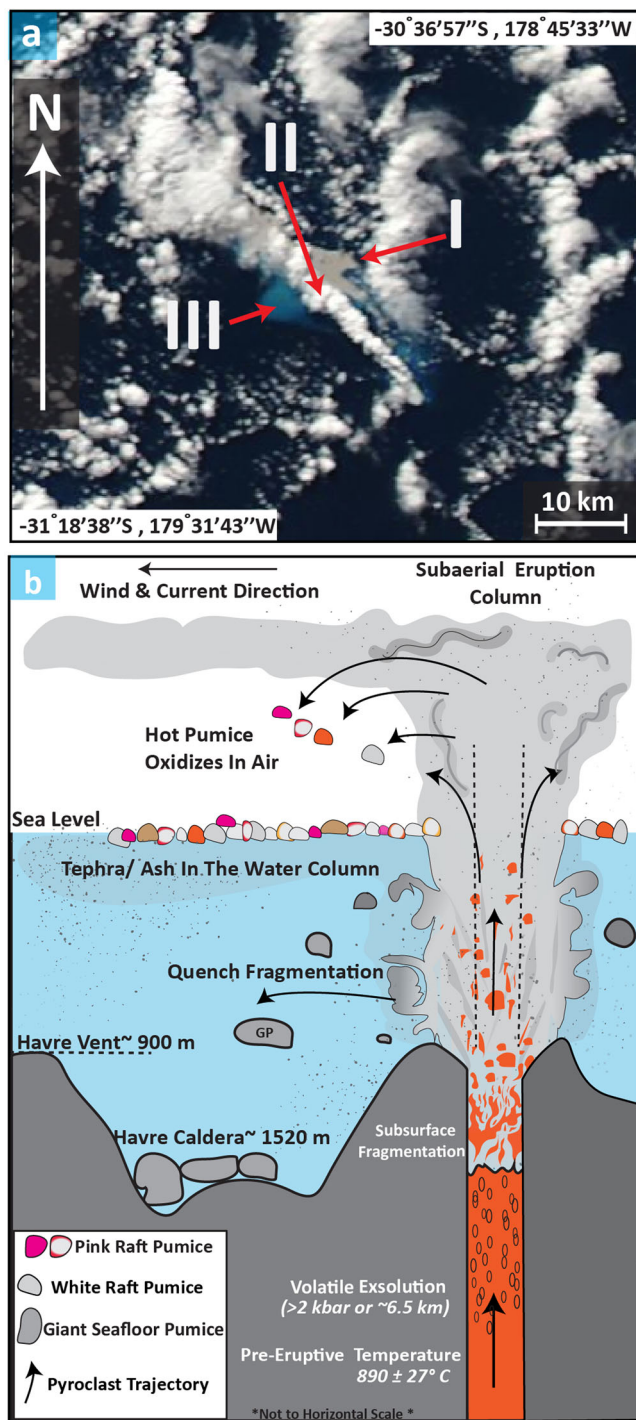 a
-30°36'57''S , 178°45'33''W
N
II
I
III
10 km
-31°18'38''S , 179°31'43''W
b
Wind & Current Direction
Subaerial Eruption
Column
Hot Pumice
Oxidizes In Air
Sea Level
Tephra/ Ash In The Water Column
Quench Fragmentation
GP
Havre Vent~ 900 m
Havre Caldera~ 1520 m
Subsurface
Fragmentation
Pink Raft Pumice
White Raft Pumice
Giant Seafloor Pumice
Pyroclast Trajectory
Volatile Exsolution
(>2 kbar or ~6.5 km)
Pre-Eruptive Temperature
890 ± 27° C
*Not to Horizontal Scale *